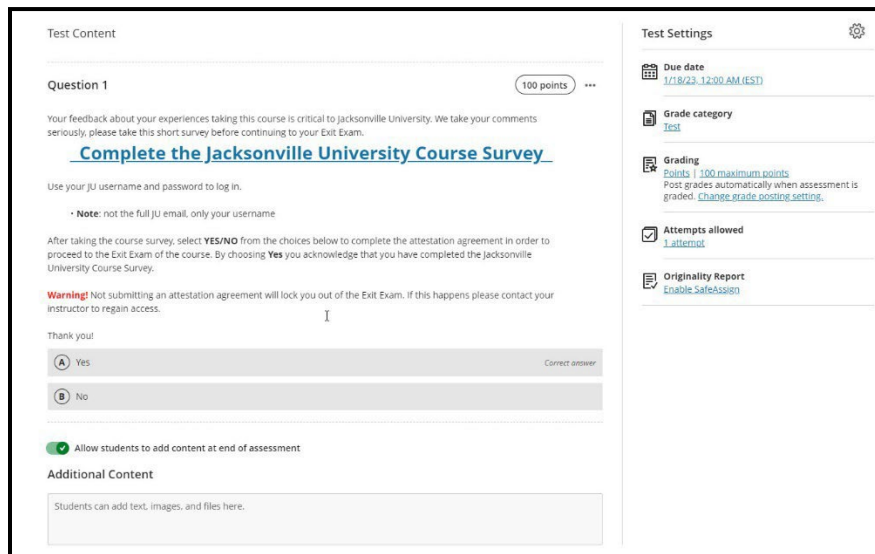 Test Content
Question 1
100 points
Your feedback about your experiences taking this course is critical to Jacksonville University. We take your comments
seriously, please take this short survey before continuing to your Exit Exam.
Complete the Jacksonville University Course Survey
Use your JU username and password to log in.
• Note: not the full JU email, only your username
After taking the course survey, select YES/NO from the choices below to complete the attestation agreement in order to
proceed to the Exit Exam of the course. By choosing Yes you acknowledge that you have completed the Jacksonville
University Course Survey.
Warning! Not submitting an attestation agreement will lock you out of the Exit Exam. If this happens please contact your
instructor to regain access.
Thank you!
A Yes
Correct answer
B No
Allow students to add content at end of assessment
Additional Content
Students can add text, images, and files here.
Test Settings
Due date
1/18/23, 12:00 AM (EST)
Grade category
Test
Grading
Points | 100 maximum points
Post grades automatically when assessment is
graded. Change grade posting setting.
Attempts allowed
1 attempt
Originality Report
Enable SafeAssign